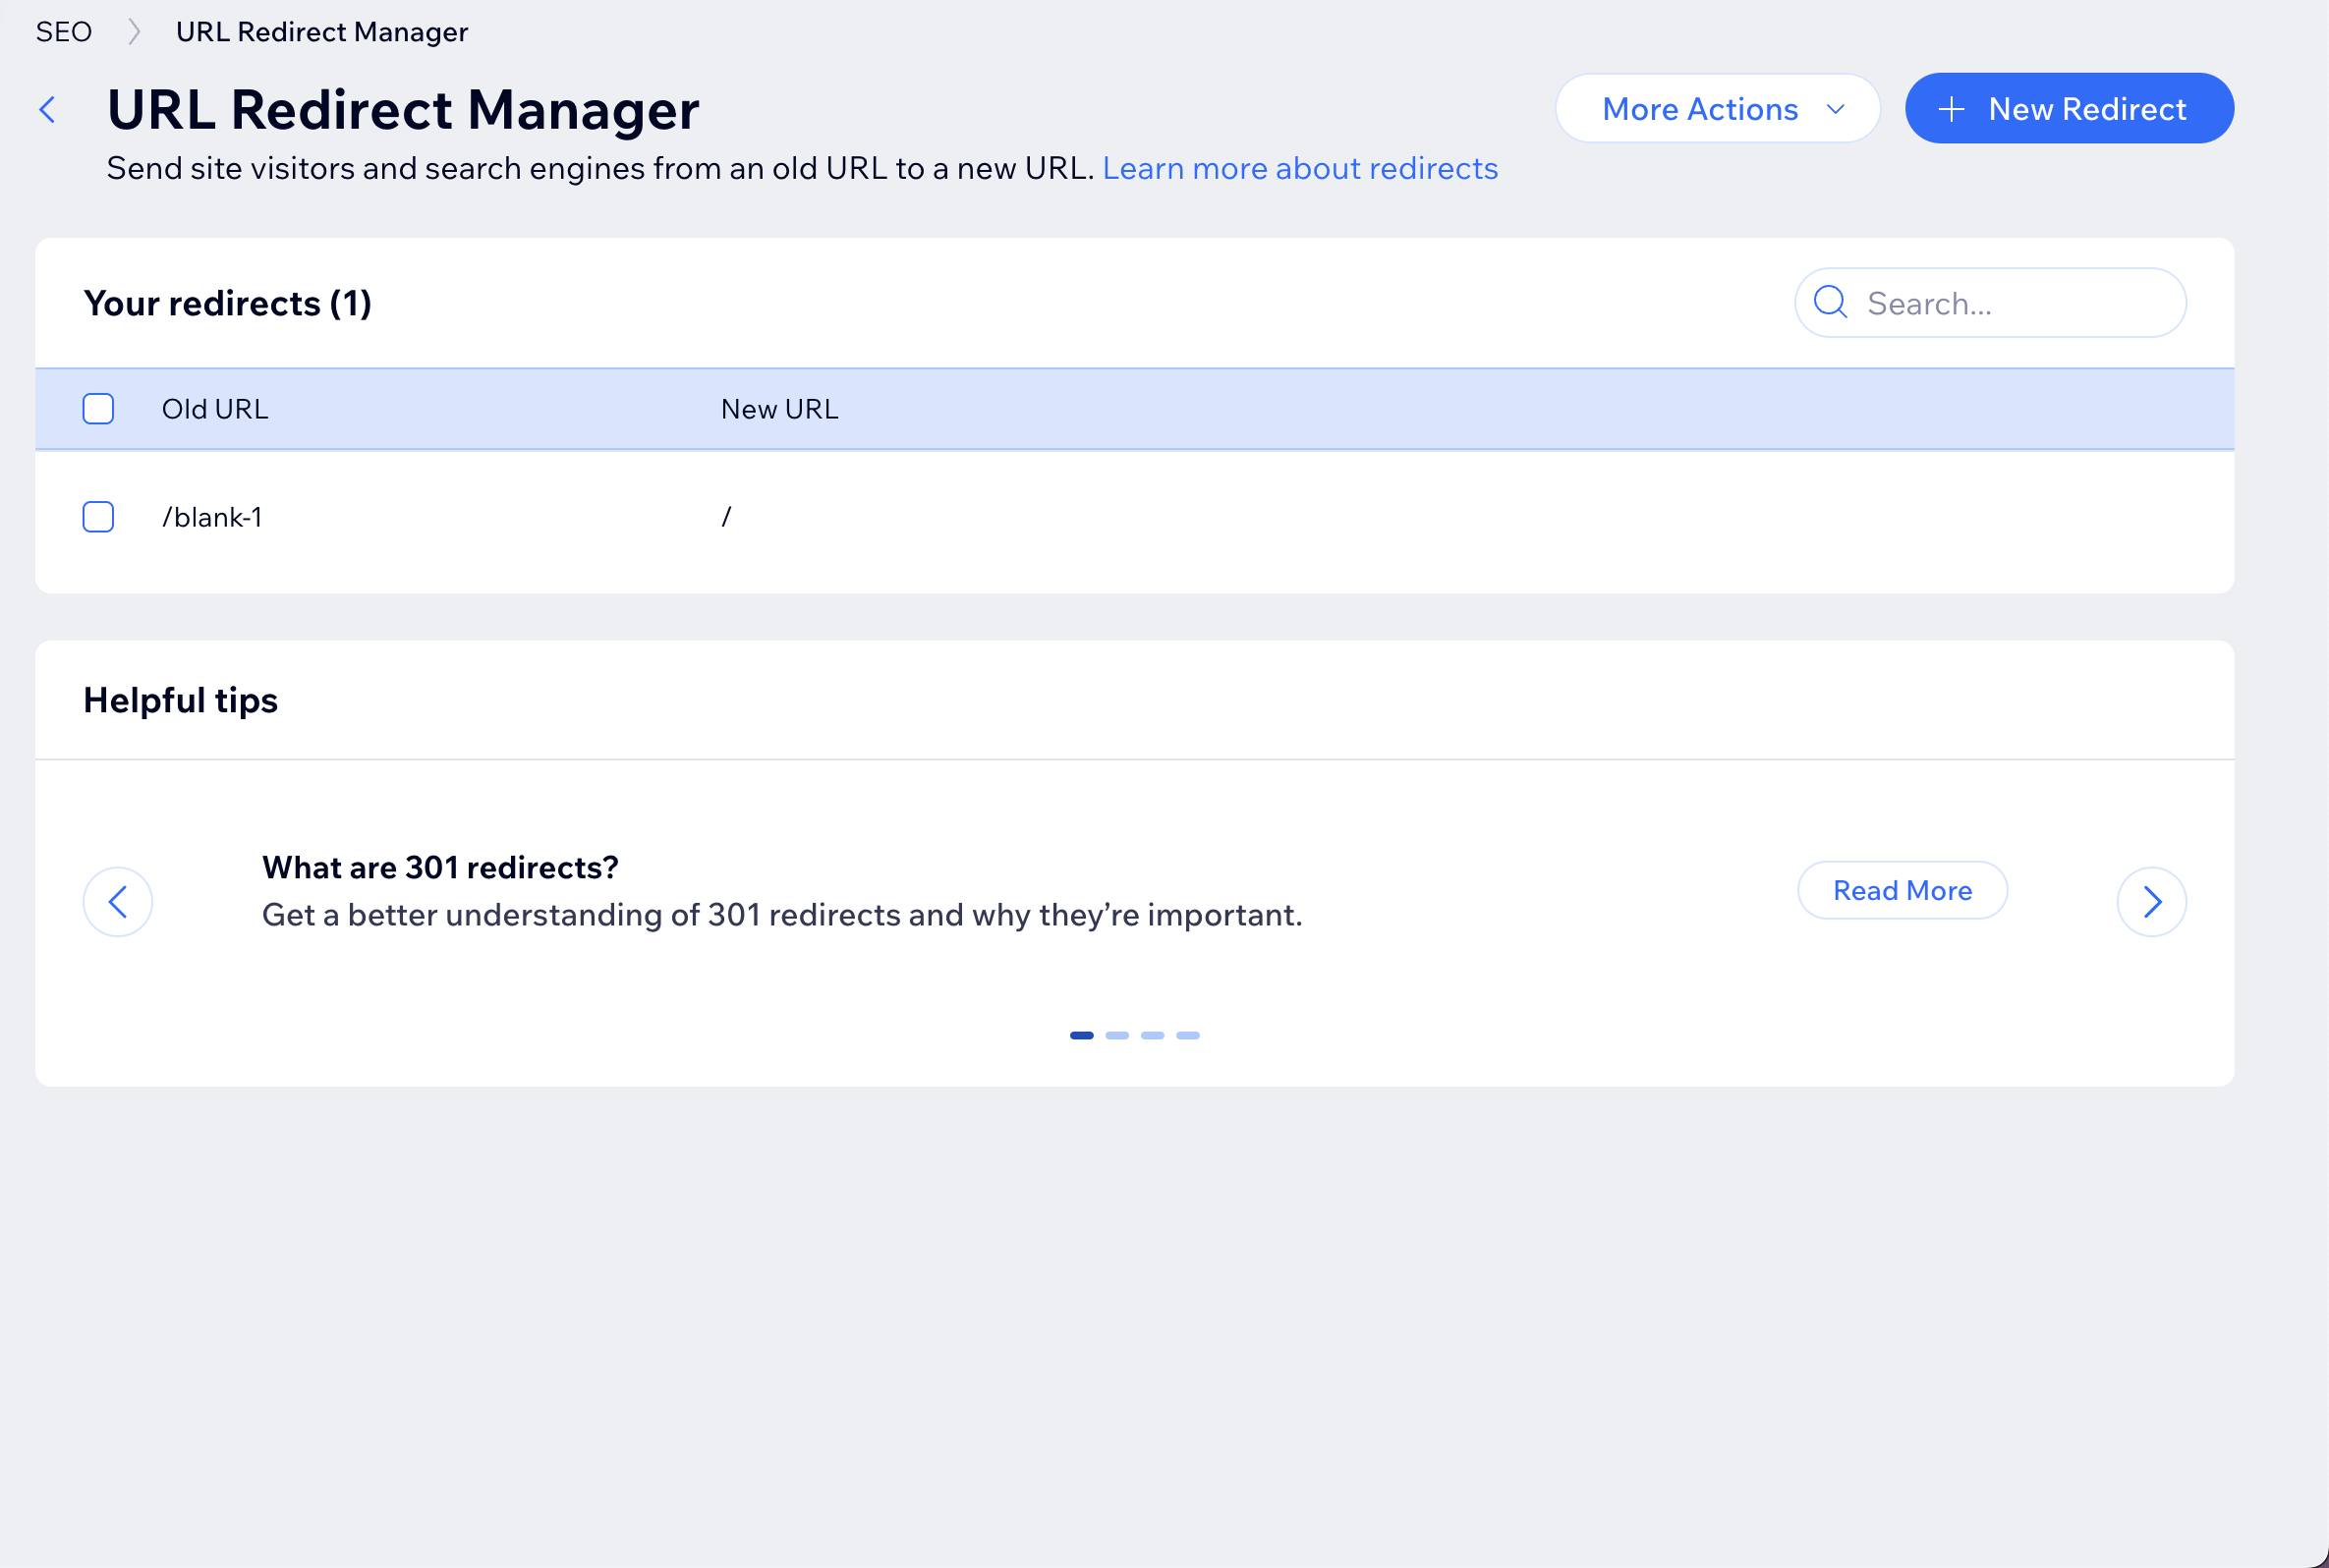 SEO
URL Redirect Manager
URL Redirect Manager
More Actions
New Redirect
Send site visitors and search engines from an old URL to a new URL. Learn more about redirects
Your redirects (1)
Search...
Old URL
New URL
/blank-1
/
Helpful tips
What are 301 redirects?
Get a better understanding of 301 redirects and why they’re important.
Read More